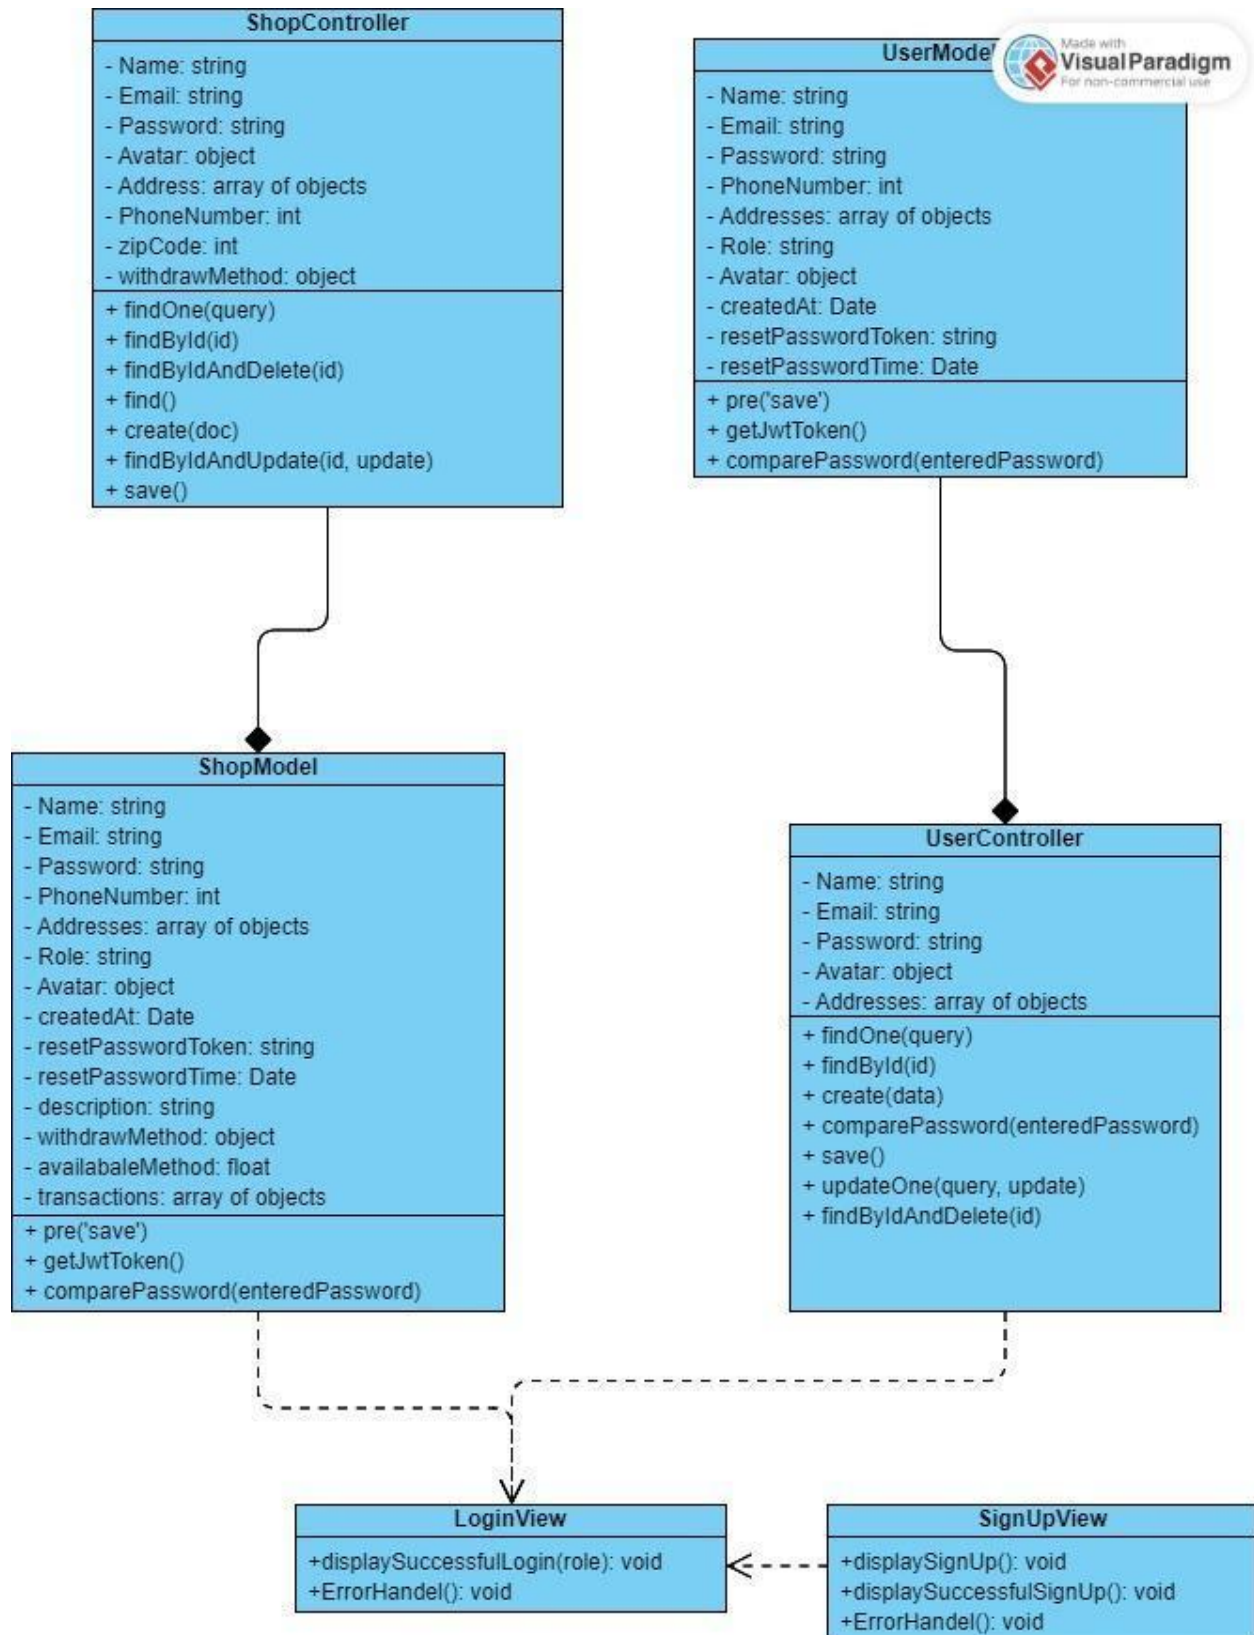 ShopController
- Name: string
- Email: string
- Password: string
- Avatar: object
- Address: array of objects
- PhoneNumber: int
- zipCode: int
- withdrawMethod: object
+ findOne(query)
+ findById(id)
+ findByIdAndDelete(id)
+ find()
+ create(doc)
+ findByIdAndUpdate(id, update)
+ save()
UserModel
Made with
Visual Paradigm
For non-commercial use
- Name: string
- Email: string
- Password: string
- PhoneNumber: int
- Addresses: array of objects
- Role: string
- Avatar: object
- createdAt: Date
- resetPasswordToken: string
- resetPasswordTime: Date
+ pre('save')
+ getJwtToken()
+ comparePassword(enteredPassword)
ShopModel
- Name: string
- Email: string
- Password: string
- PhoneNumber: int
- Addresses: array of objects
- Role: string
- Avatar: object
- createdAt: Date
- resetPasswordToken: string
- resetPasswordTime: Date
- description: string
- withdrawMethod: object
- availabaleMethod: float
- transactions: array of objects
+ pre('save')
+ getJwtToken()
+ comparePassword(enteredPassword)
UserController
- Name: string
- Email: string
- Password: string
- Avatar: object
- Addresses: array of objects
+ findOne(query)
+ findById(id)
+ create(data)
+ comparePassword(enteredPassword)
+ save()
+ updateOne(query, update)
+ findByIdAndDelete(id)
LoginView
+displaySuccessfulLogin(role): void
+ErrorHandel(): void
SignUpView
+displaySignUp(): void
+displaySuccessfulSignUp(): void
+ErrorHandel(): void